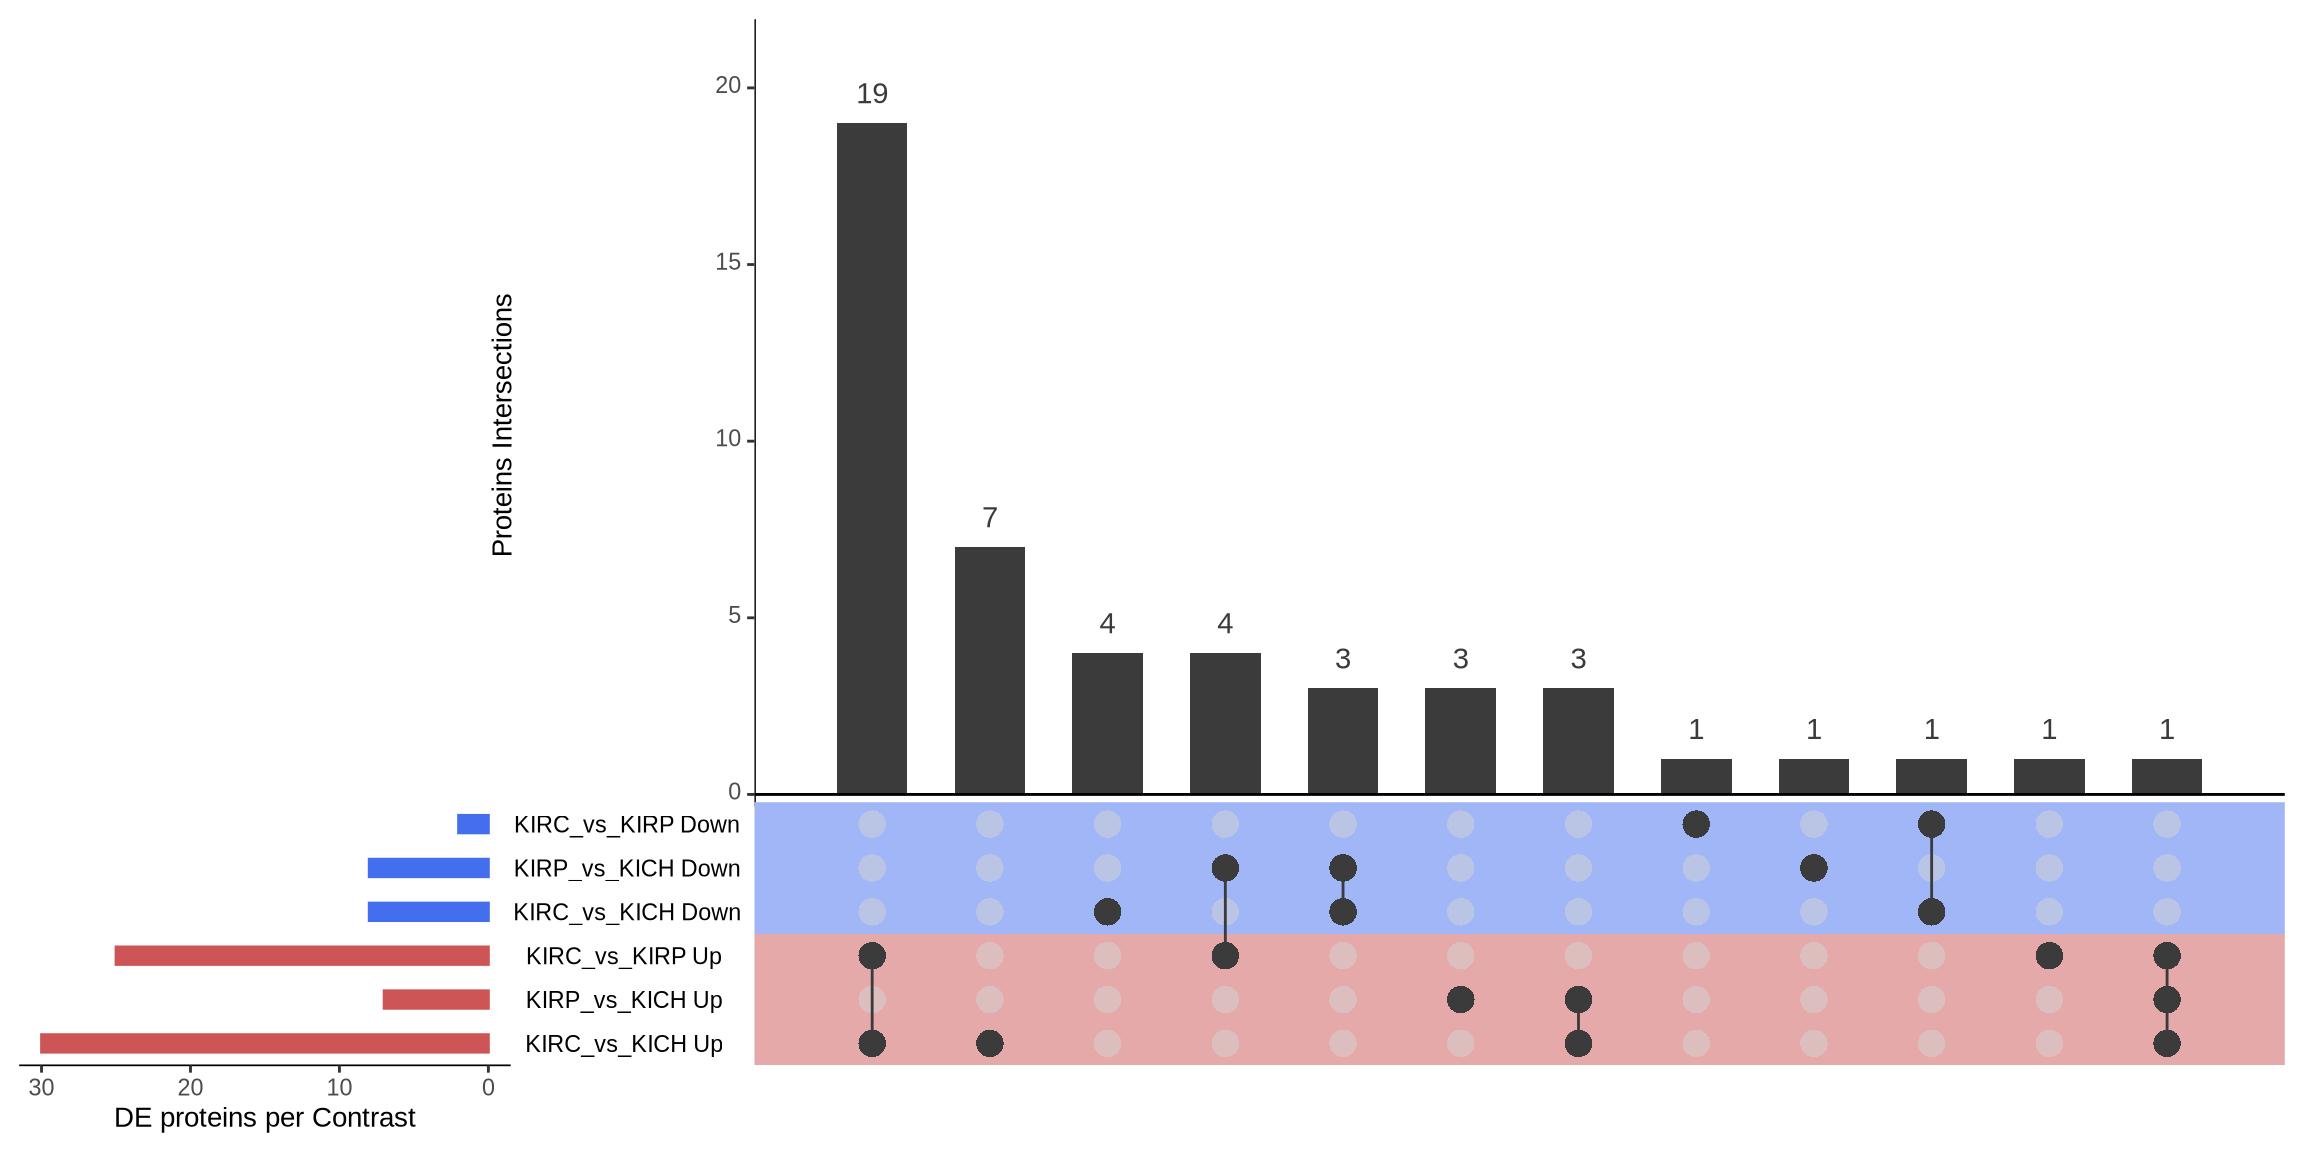 Proteins Intersections
20
15
10
5
0
19
7
4
4
3
3
3
1
1
1
1
1
KIRC_vs_KIRP Down
KIRP_vs_KICH Down
KIRC_vs_KICH Down
KIRC_vs_KIRP Up
KIRP_vs_KICH Up
KIRC_vs_KICH Up
30 20 10 0
DE proteins per Contrast